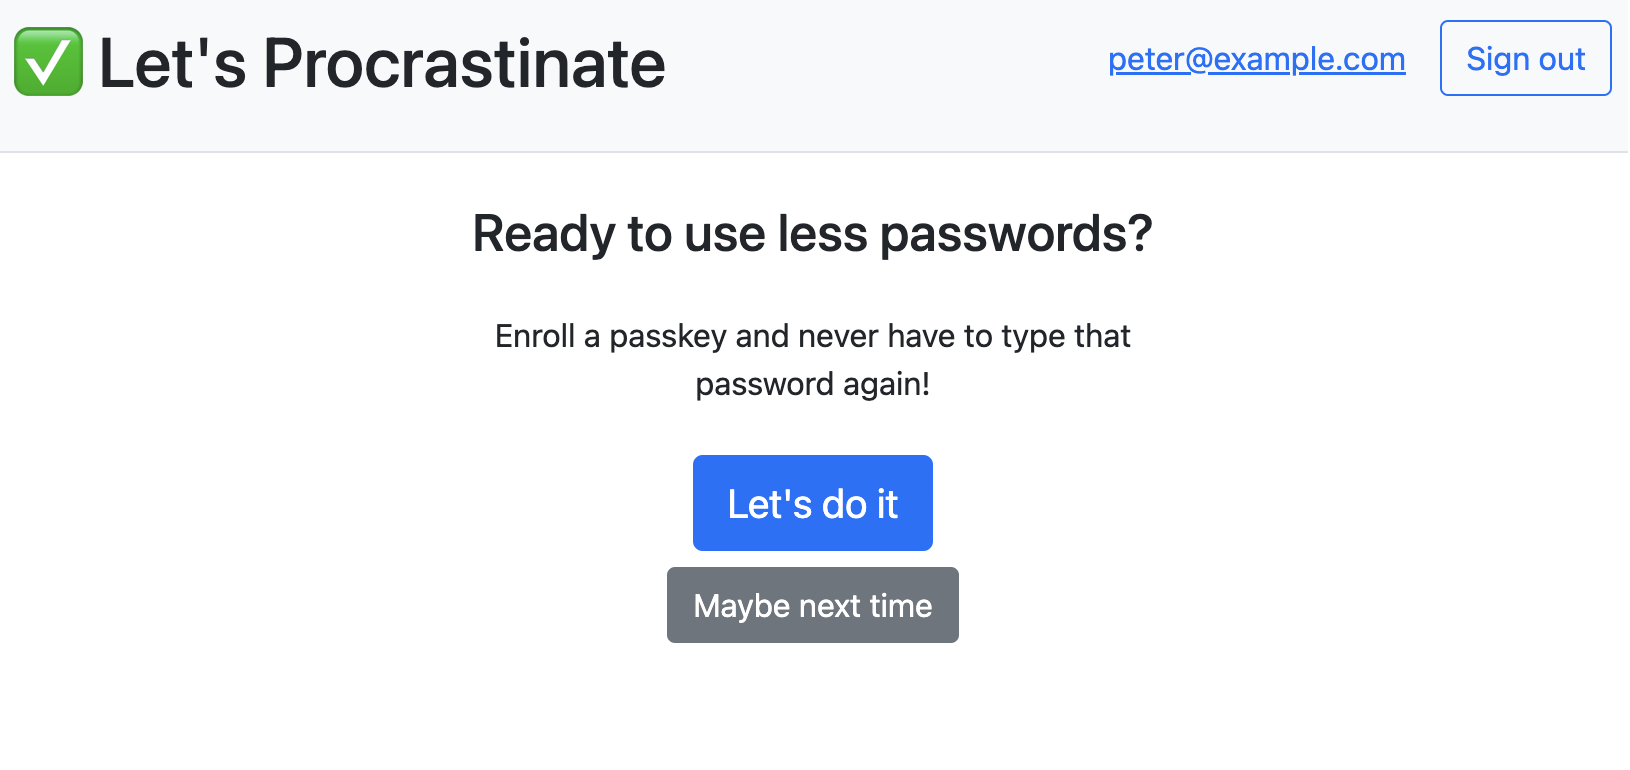 Let's Procrastinate
peter@example.com
Sign out
Ready to use less passwords?
Enroll a passkey and never have to type that
password again!
Let's do it
Maybe next time